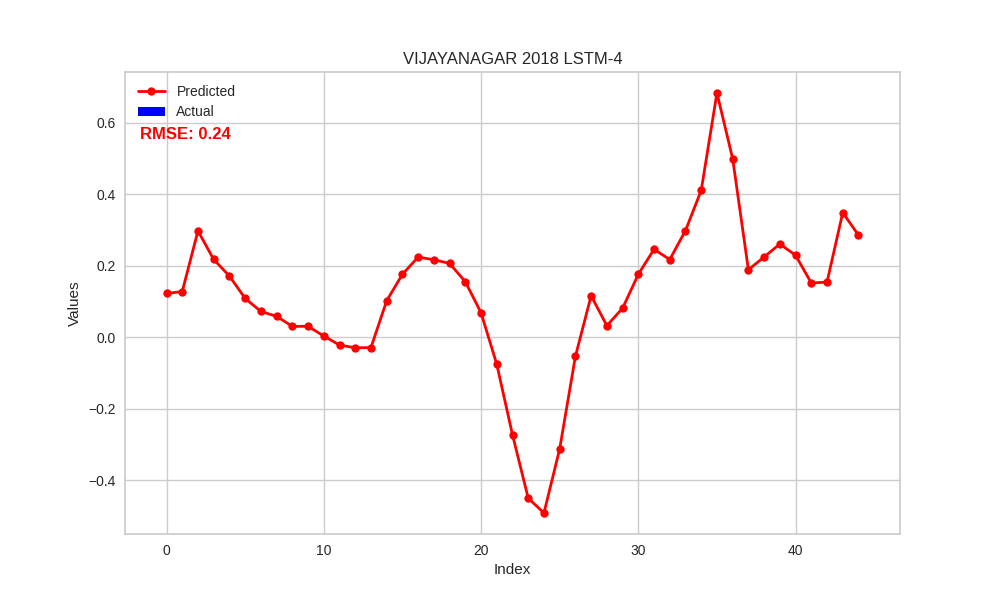 VIJAYANAGAR 2018 LSTM-4
Predicted
Actual
RMSE: 0.24
0.6
0.4
0.2
0.0
−0.2
−0.4
Values
0 10 20 30 40
Index